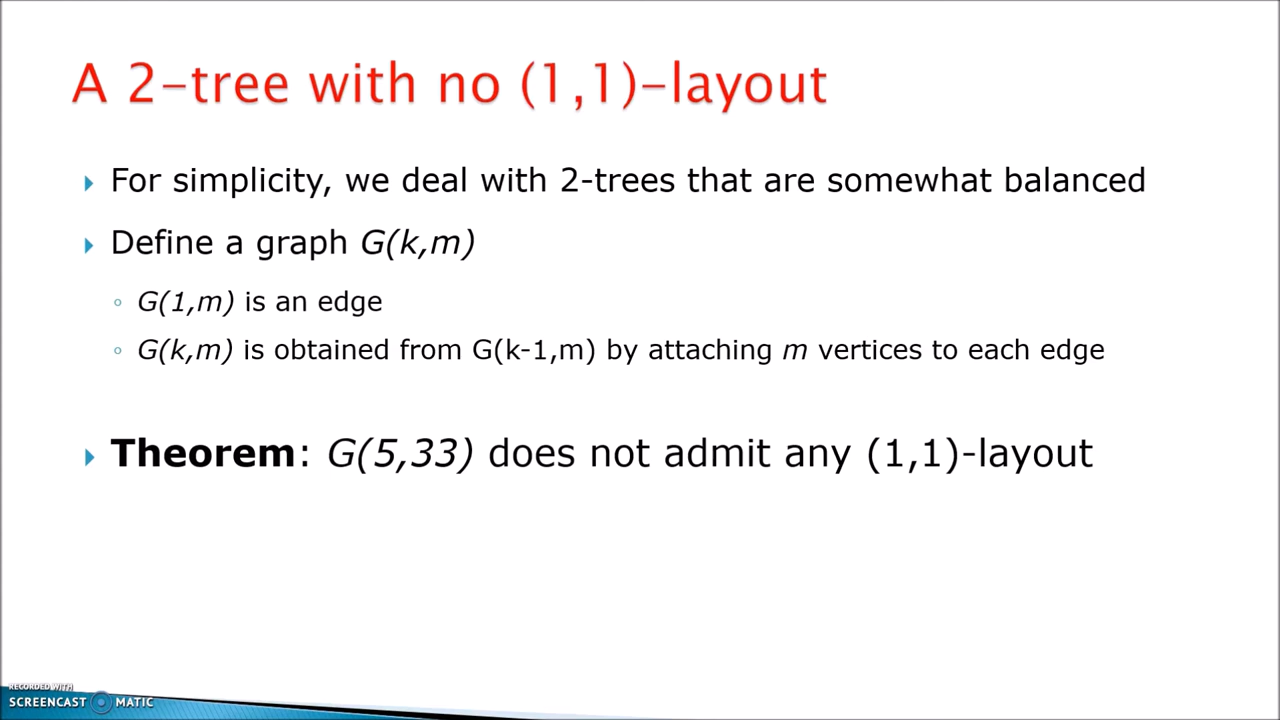 A 2-tree with no (1,1)-layout
For simplicity, we deal with 2-trees that are somewhat balanced
Define a graph G(k,m)
G(1,m) is an edge
G(k,m) is obtained from G(k-1,m) by attaching m vertices to each edge
Theorem: G(5,33) does not admit any (1,1)-layout
RECORDED WITH
SCREENCAST MATIC